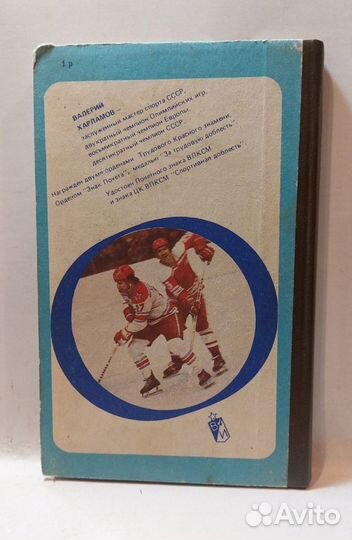 1 р
ВАЛЕРИЙ
ХАРЛАМОВ –
заслуженный мастер спорта СССР,
двукратный чемпион Олимпийских игр,
восьмикратный чемпион Европы,
десятикратный чемпион СССР.
Награжден двумя орденами Трудового Красного знамени,
Орденом "Знак Почета", медалью "За трудовую доблесть".
Удостоен Почетного знака ВЛКСМ
и знака ЦК ВЛКСМ "Спортивная доблесть".
17
Avito